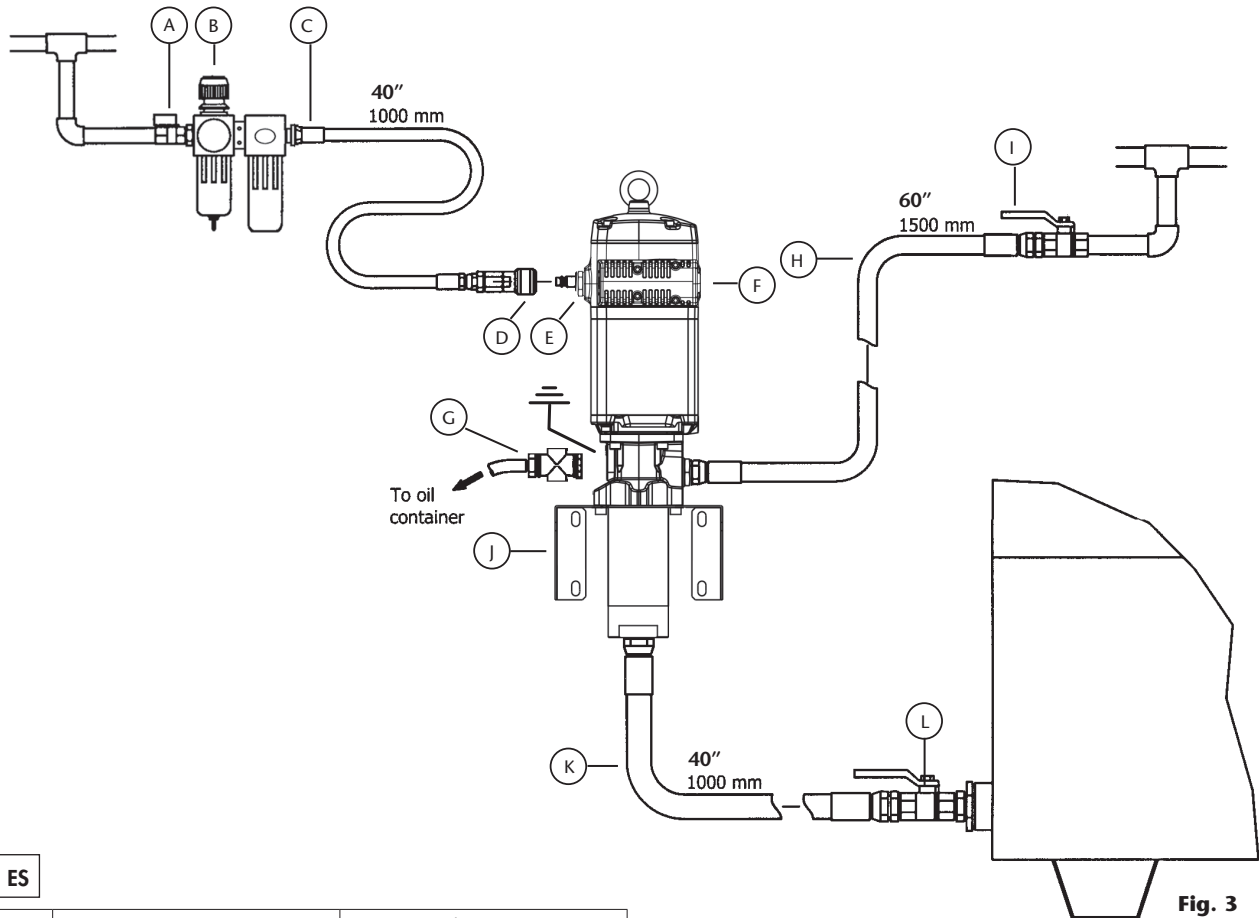 A
B
C
40"
1000 mm
I
60"
1500 mm
H
F
D
E
G
To oil
container
J
L
K
40"
1000 mm
ES
Fig. 3